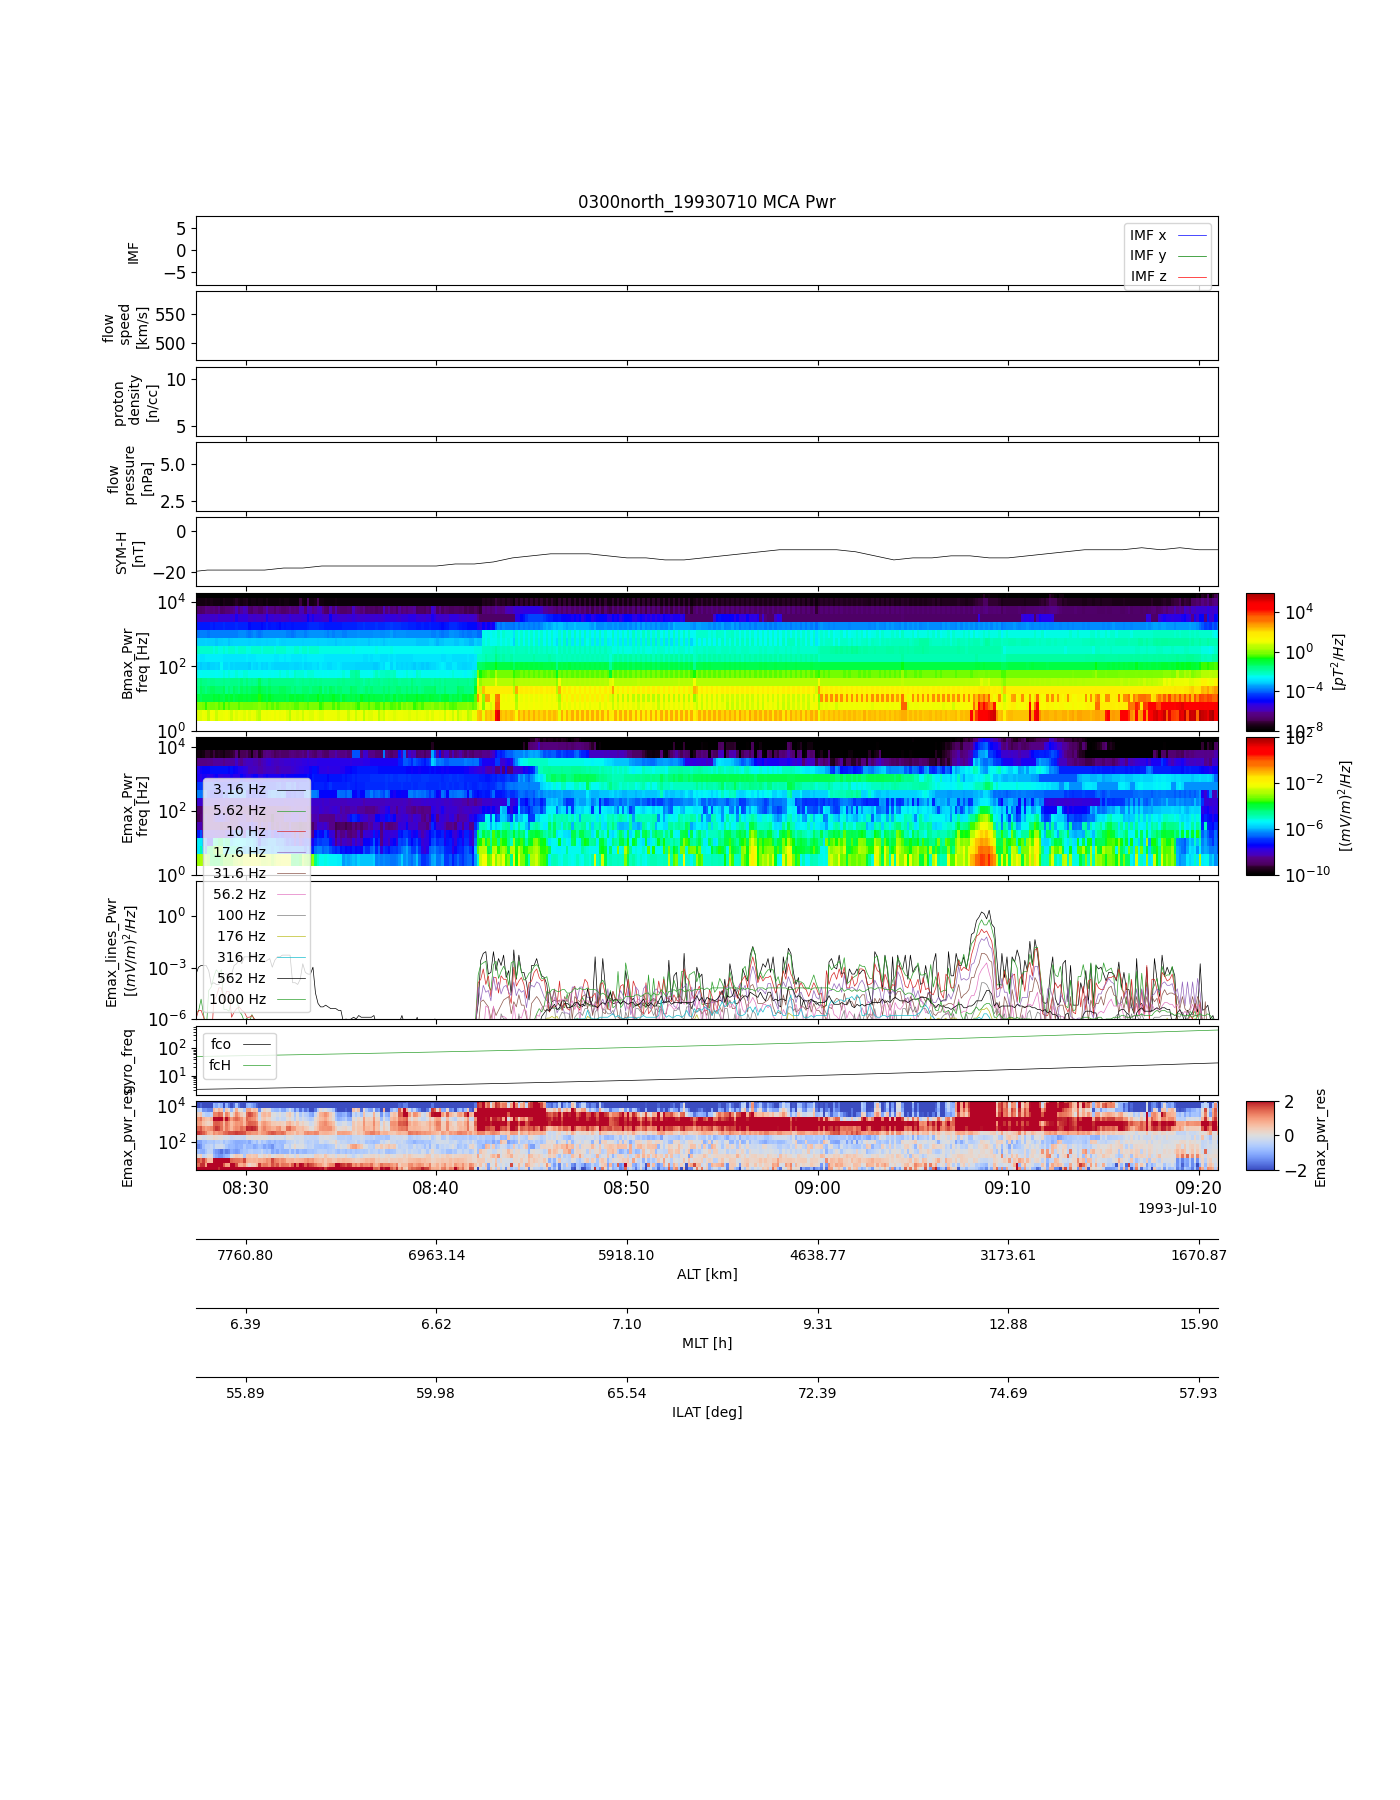 0300north_19930710 MCA Pwr
IMF
5
0
−5
IMF x
IMF y
IMF z
flow
speed
[km/s]
550
500
proton
density
[n/cc]
10
5
flow
pressure
[nPa]
5.0
2.5
SYM-H
[nT]
0
−20
Bmax_Pwr
freq [Hz]
10^4
10^2
10^0
10^4
10^0
10^−4
10^−8
[pT^2/Hz]
Emax_Pwr
freq [Hz]
10^4
10^2
10^0
10^2
10^−2
10^−6
10^−10
[(mV/m)^2/Hz]
3.16 Hz
5.62 Hz
10 Hz
17.6 Hz
31.6 Hz
56.2 Hz
100 Hz
176 Hz
316 Hz
562 Hz
1000 Hz
Emax_lines_Pwr
[(mV/m)^2/Hz]
10^0
10^−3
10^−6
gyro_freq
10^2
10^1
fco
fcH
Emax_pwr_res
10^4
10^2
2
0
−2
Emax_pwr_res
08:30 08:40 08:50 09:00 09:10 09:20
1993-Jul-10
7760.80 6963.14 5918.10 4638.77 3173.61 1670.87
ALT [km]
6.39 6.62 7.10 9.31 12.88 15.90
MLT [h]
55.89 59.98 65.54 72.39 74.69 57.93
ILAT [deg]